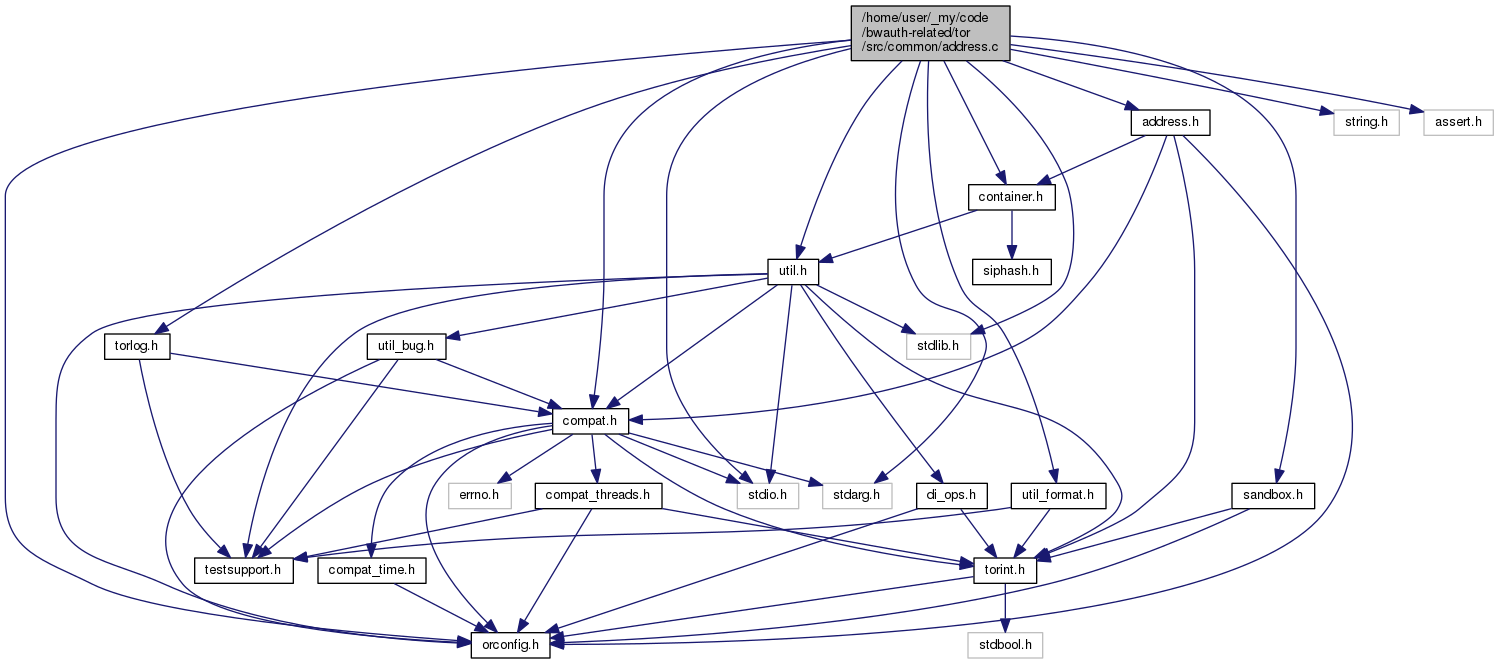 /home/user/_my/code
/bwauth-related/tor
/src/common/address.c
address.h
string.h
assert.h
container.h
util.h
siphash.h
torlog.h
util_bug.h
stdlib.h
compat.h
errno.h
compat_threads.h
stdio.h
stdarg.h
di_ops.h
util_format.h
sandbox.h
testsupport.h
compat_time.h
torint.h
orconfig.h
stdbool.h